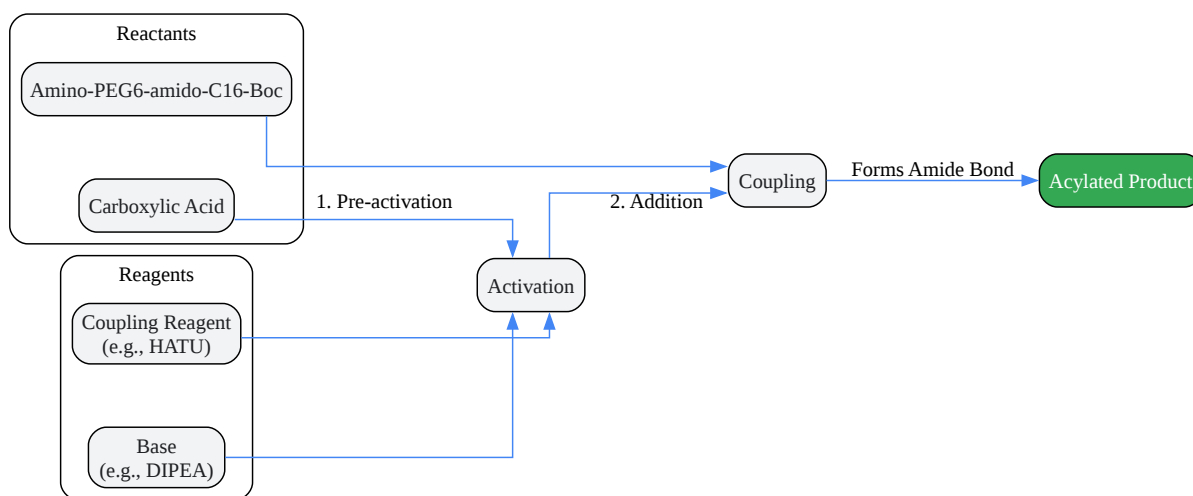 Reactants
Amino-PEG6-amido-C16-Boc
Carboxylic Acid
1. Pre-activation
Reagents
Coupling Reagent
(e.g., HATU)
Base
(e.g., DIPEA)
Activation
2. Addition
Coupling
Forms Amide Bond
Acylated Product